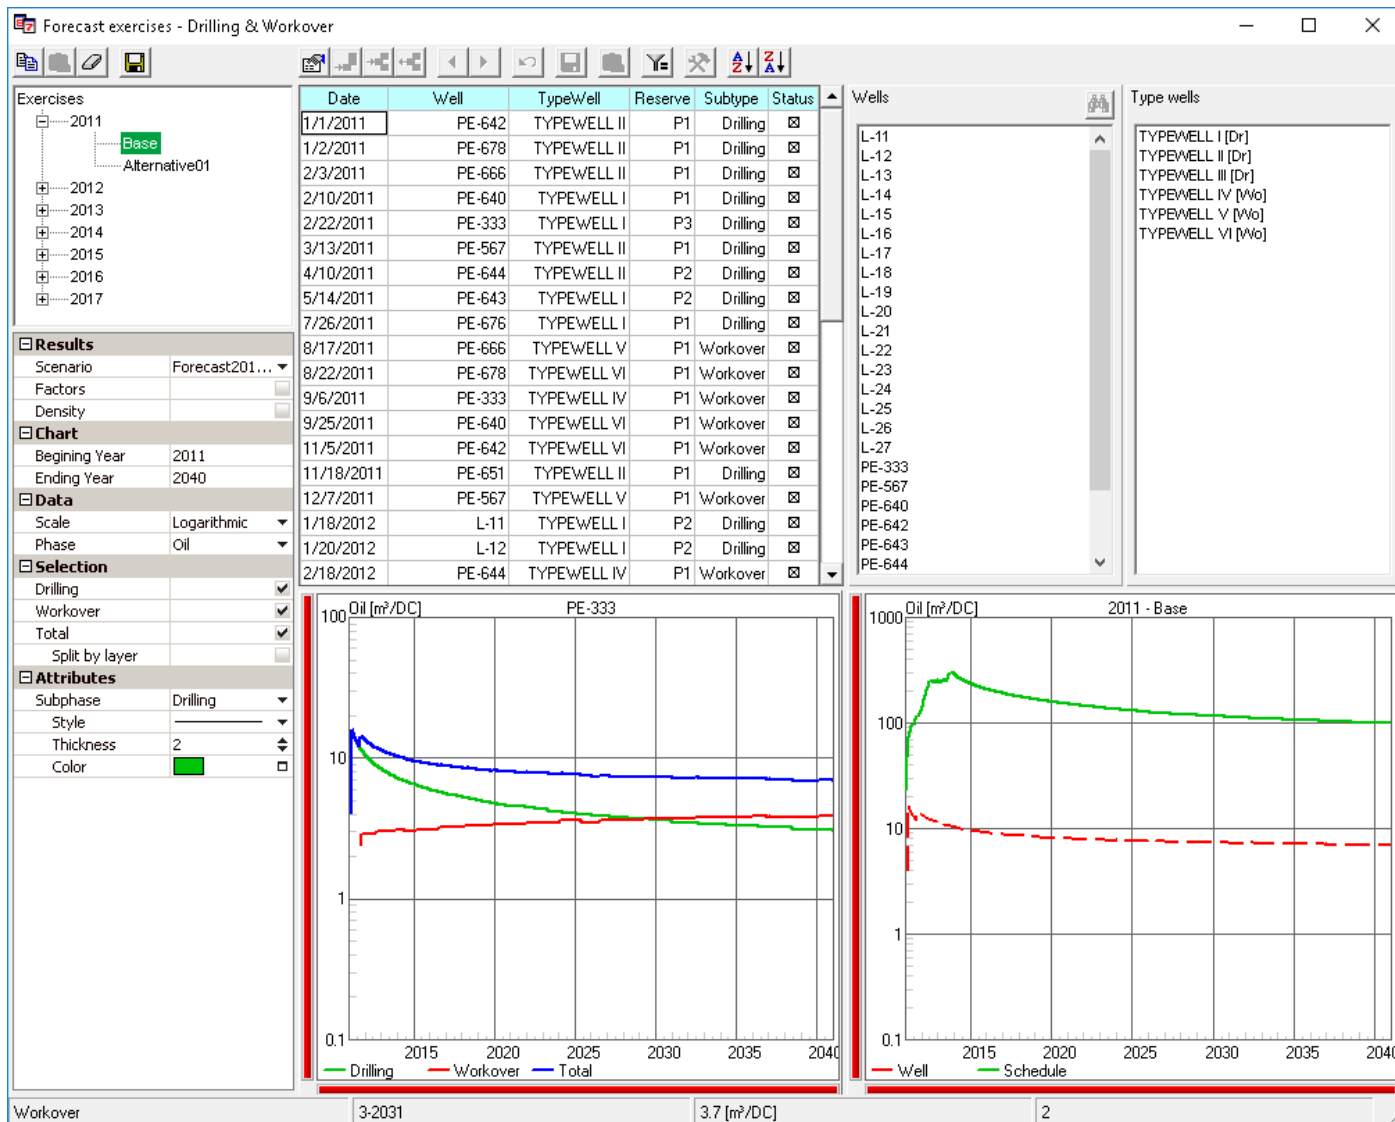 Forecast exercises - Drilling & Workover
Exercises
2011
Base
Alternative01
2012
2013
2014
2015
2016
2017
Results
Scenario Forecast201...
Factors
Density
Chart
Begining Year 2011
Ending Year 2040
Data
Scale Logarithmic
Phase Oil
Selection
Drilling
Workover
Total
Split by layer
Attributes
Subphase Drilling
Style
Thickness 2
Color
Date Well TypeWell Reserve Subtype Status
1/1/2011 PE-642 TYPEWELL II P1 Drilling
1/2/2011 PE-678 TYPEWELL II P1 Drilling
2/3/2011 PE-666 TYPEWELL II P1 Drilling
2/10/2011 PE-640 TYPEWELL I P1 Drilling
2/22/2011 PE-333 TYPEWELL I P3 Drilling
3/13/2011 PE-567 TYPEWELL II P1 Drilling
4/10/2011 PE-644 TYPEWELL II P2 Drilling
5/14/2011 PE-643 TYPEWELL I P2 Drilling
7/26/2011 PE-676 TYPEWELL I P1 Drilling
8/17/2011 PE-666 TYPEWELL V P1 Workover
8/22/2011 PE-678 TYPEWELL VI P1 Workover
9/6/2011 PE-333 TYPEWELL IV P1 Workover
9/25/2011 PE-640 TYPEWELL VI P1 Workover
11/5/2011 PE-642 TYPEWELL VI P1 Workover
11/18/2011 PE-651 TYPEWELL II P1 Drilling
12/7/2011 PE-567 TYPEWELL V P1 Workover
1/18/2012 L-11 TYPEWELL I P2 Drilling
1/20/2012 L-12 TYPEWELL I P2 Drilling
2/18/2012 PE-644 TYPEWELL IV P1 Workover
Wells
L-11
L-12
L-13
L-14
L-15
L-16
L-17
L-18
L-19
L-20
L-21
L-22
L-23
L-24
L-25
L-26
L-27
PE-333
PE-567
PE-640
PE-642
PE-643
PE-644
Type wells
TYPEWELL I [Dr]
TYPEWELL II [Dr]
TYPEWELL III [Dr]
TYPEWELL IV [Wo]
TYPEWELL V [Wo]
TYPEWELL VI [Wo]
Oil [m³/DC] PE-333
100
10
1
0.1
2015 2020 2025 2030 2035 2040
Drilling Workover Total
Oil [m³/DC] 2011 - Base
1000
100
10
1
0.1
2015 2020 2025 2030 2035 2040
Well Schedule
Workover 3-2031 3.7 [m³/DC] 2